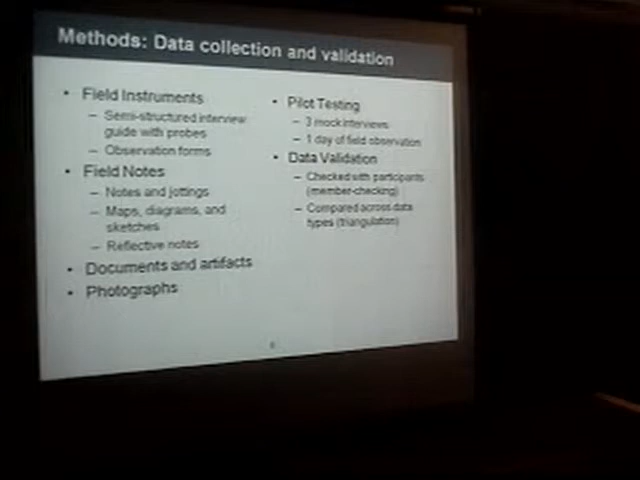 Methods: Data collection and validation
• Field Instruments
– Semi-structured interview
guide with probes
– Observation forms
• Field Notes
– Notes and jottings
– Maps, diagrams, and
sketches
– Reflective notes
• Documents and artifacts
• Photographs
• Pilot Testing
– 3 mock interviews
– 1 day of field observation
• Data Validation
– Checked with participants
(member-checking)
– Compared across data
types (triangulation)